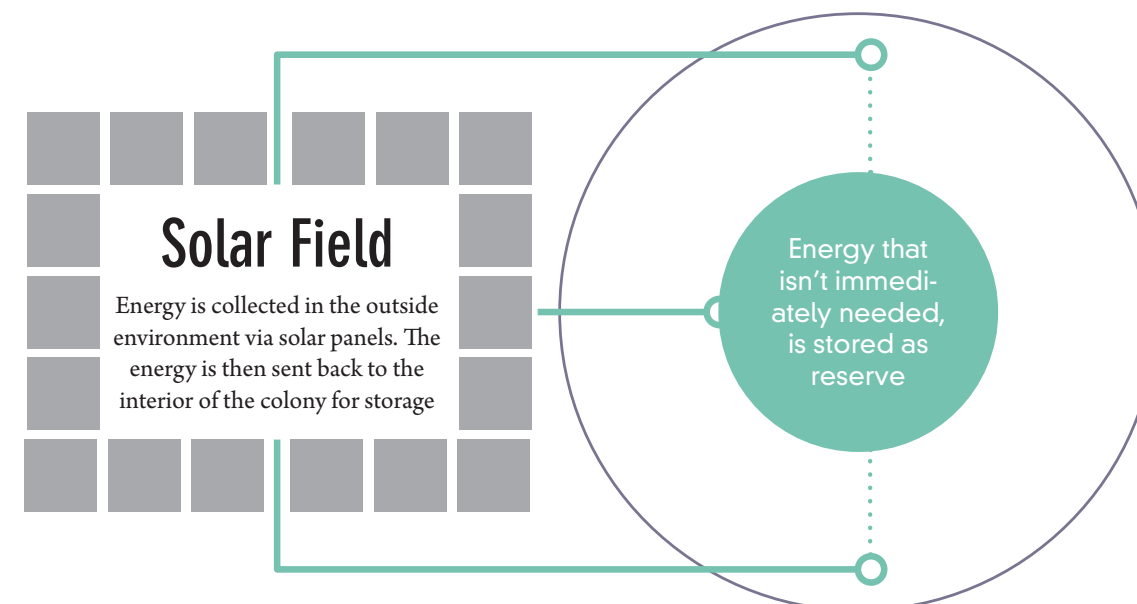 Solar Field
Energy is collected in the outside
environment via solar panels. The
energy is then sent back to the
interior of the colony for storage
Energy that
isn’t immedi-
ately needed,
is stored as
reserve